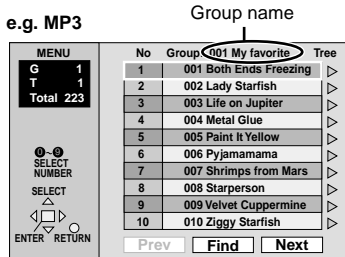 Group name
e.g. MP3
MENU
G 1
T 1
Total 223
0~9
SELECT
NUMBER
SELECT
ENTER RETURN
No Group: 001 My favorite Tree
1 001 Both Ends Freezing
2 002 Lady Starfish
3 003 Life on Jupiter
4 004 Metal Glue
5 005 Paint It Yellow
6 006 Pyjamamama
7 007 Shrimps from Mars
8 008 Starperson
9 009 Velvet Cuppermine
10 010 Ziggy Starfish
Prev Find Next